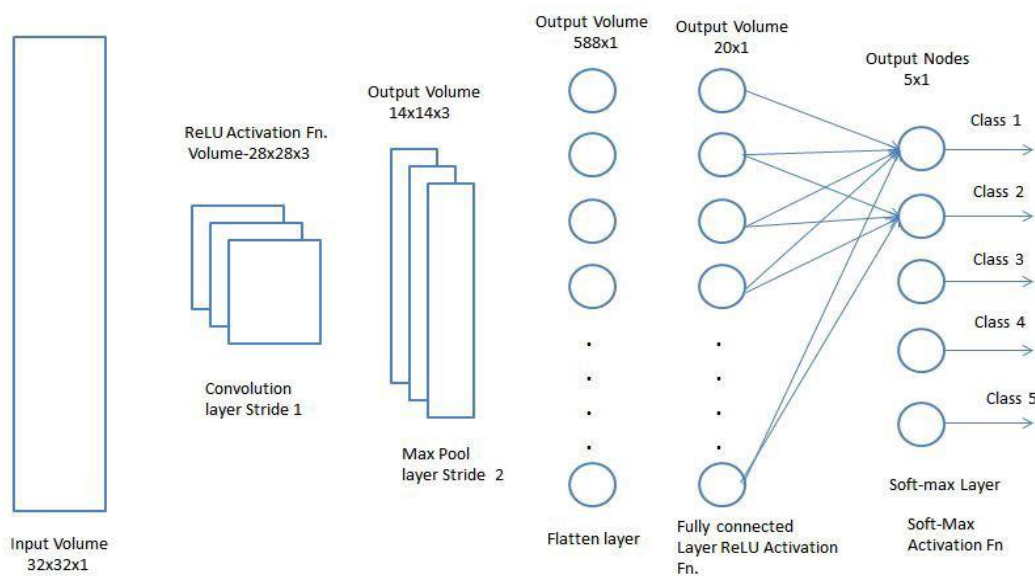 Input Volume
32x32x1
ReLU Activation Fn.
Volume-28x28x3
Convolution
layer Stride 1
Output Volume
14x14x3
Max Pool
layer Stride 2
Output Volume
588x1
Flatten layer
Output Volume
20x1
Fully connected
Layer ReLU Activation
Fn.
Output Nodes
5x1
Class 1
Class 2
Class 3
Class 4
Class 5
Soft-max Layer
Soft-Max
Activation Fn